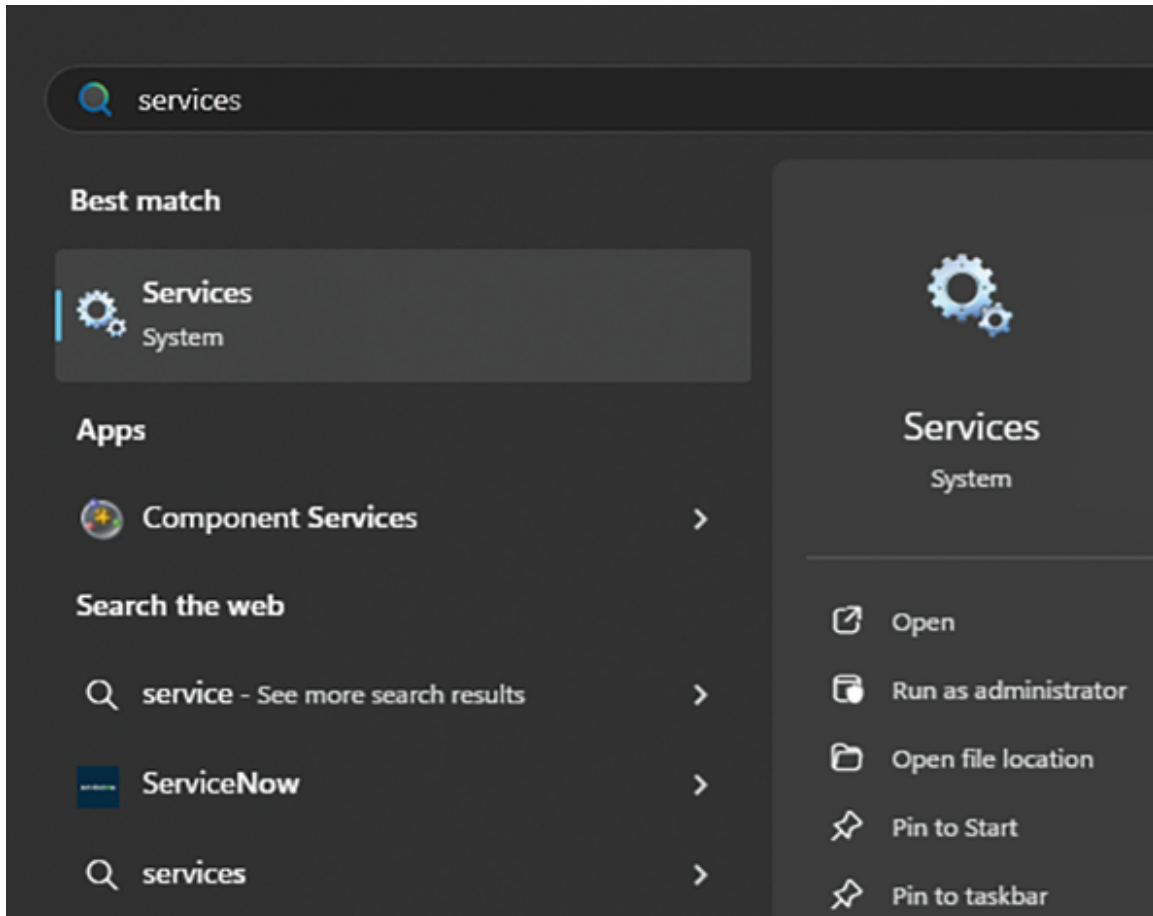 services
Best match
Services
System
Apps
Component Services
Search the web
service - See more search results
ServiceNow
services
Services
System
Open
Run as administrator
Open file location
Pin to Start
Pin to taskbar